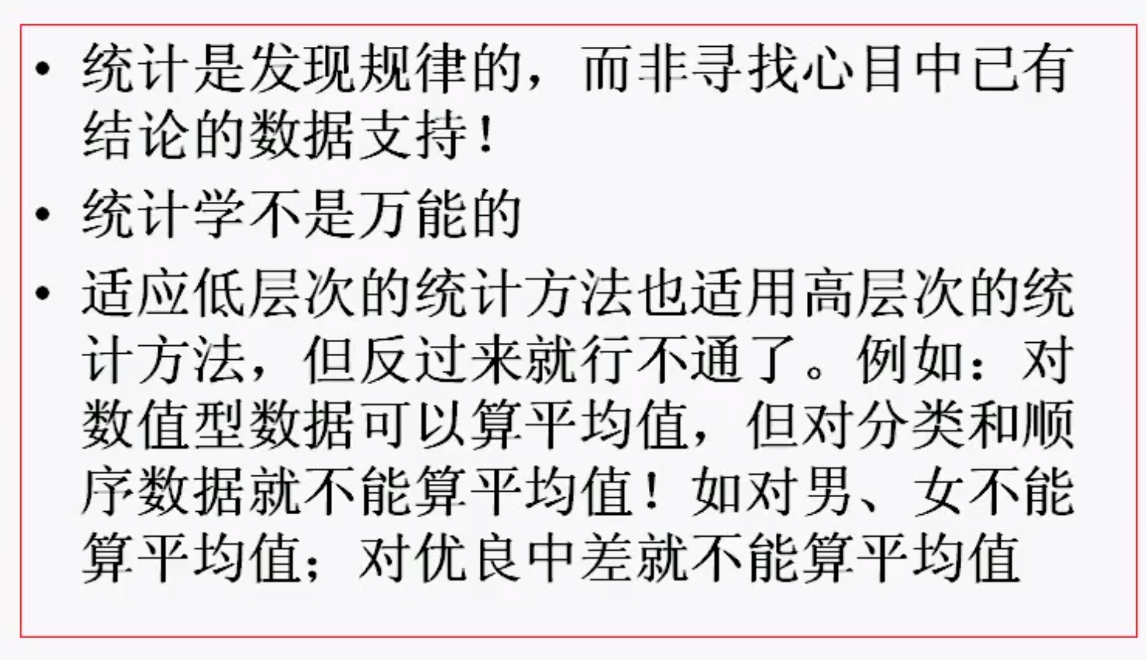 • 统计是发现规律的，而非寻找心目中已有
结论的数据支持！
• 统计学不是万能的
• 适应低层次的统计方法也适用高层次的统
计方法，但反过来就行不通了。例如：对
数值型数据可以算平均值，但对分类和顺
序数据就不能算平均值！如对男、女不能
算平均值；对优良中差就不能算平均值